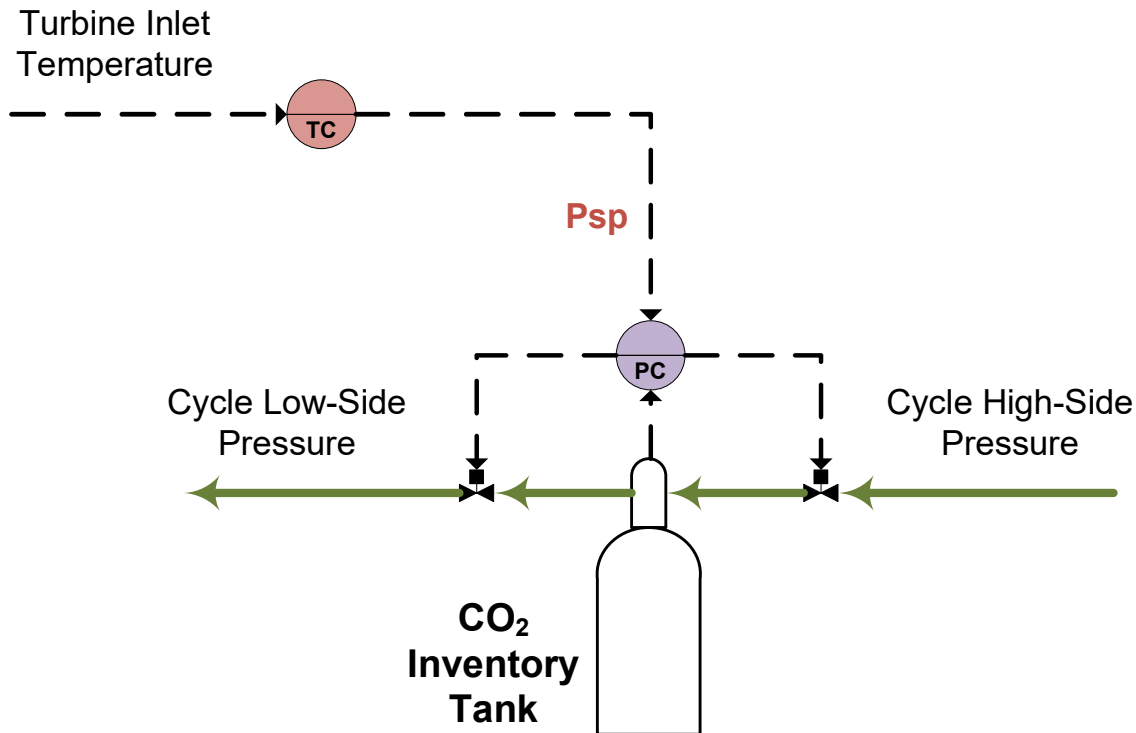 Turbine Inlet
Temperature
TC
Psp
PC
Cycle Low-Side
Pressure
Cycle High-Side
Pressure
CO₂
Inventory
Tank